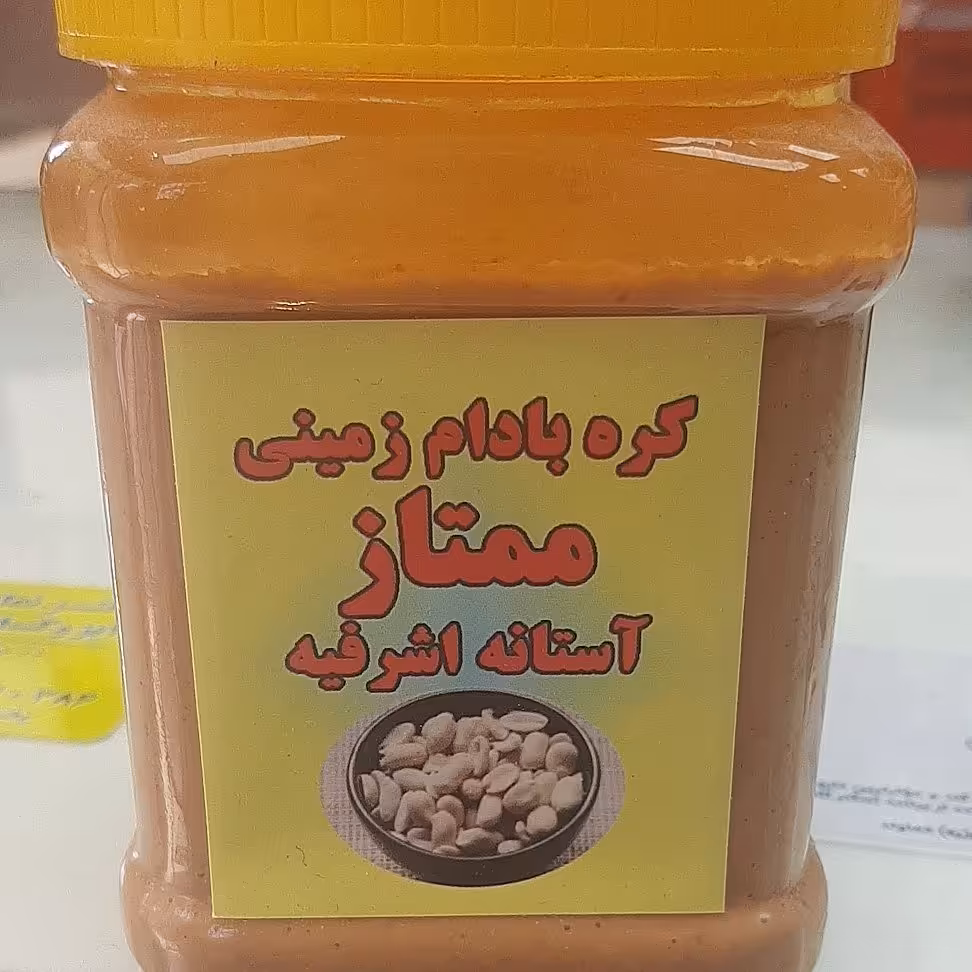 کره بادام زمینی
ممتاز
آستانه اشرفیه